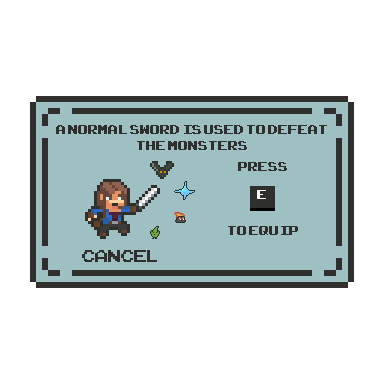 A NORMAL SWORD IS USED TO DEFEAT
THE MONSTERS
PRESS
E
TO EQUIP
CANCEL